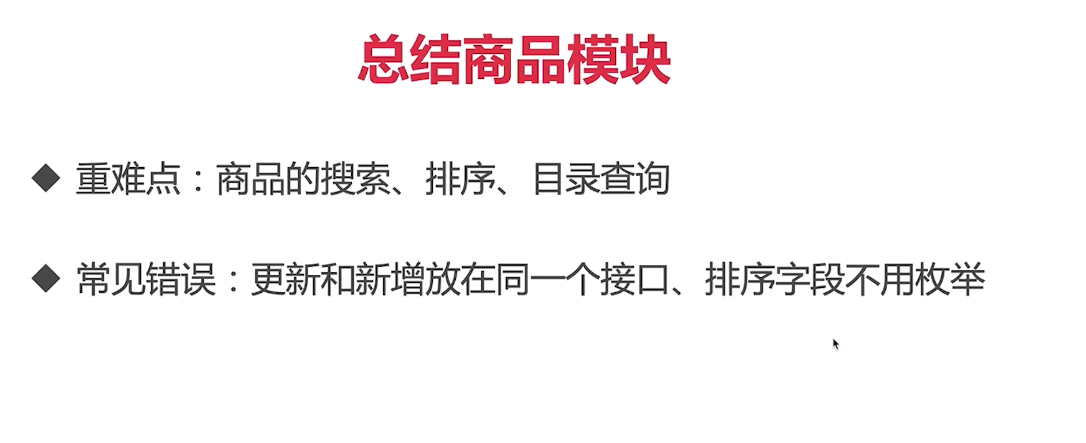 总结商品模块
重难点：商品的搜索、排序、目录查询
常见错误：更新和新增放在同一个接口、排序字段不用枚举